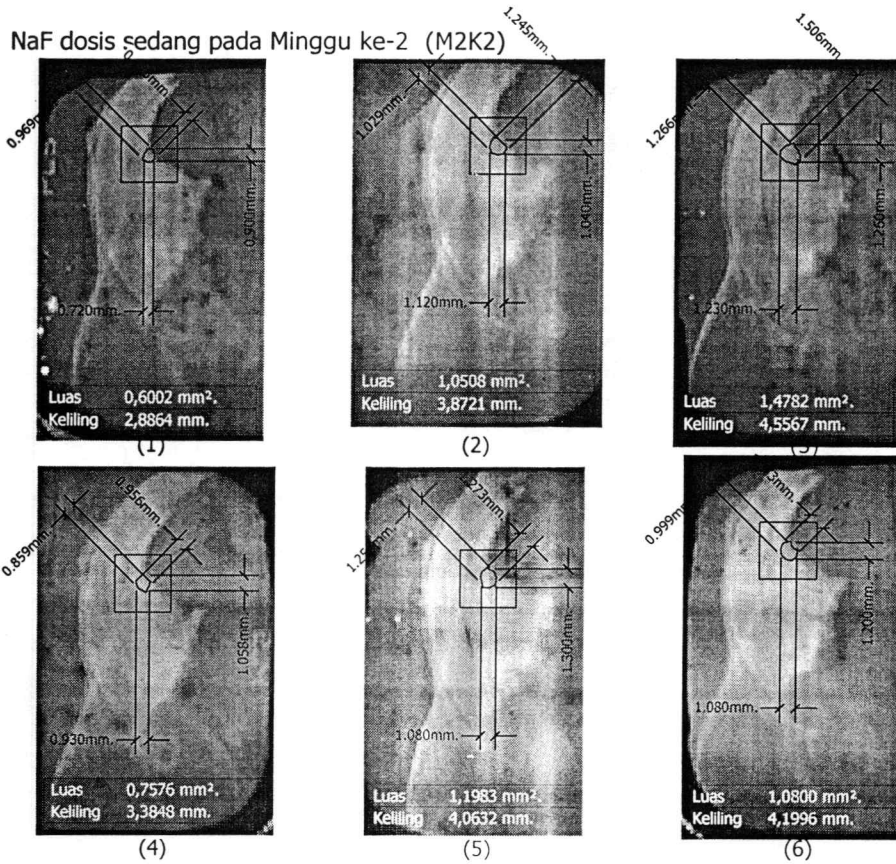 NaF dosis sedang pada Minggu ke-2 (M2K2)
0.900mm.
0.720mm.
Luas 0,6002 mm².
Keliling 2,8864 mm.
(1)
1.245mm.
1.029mm.
1.040mm.
1.120mm.
Luas 1,0508 mm².
Keliling 3,8721 mm.
(2)
1.506mm.
1.266mm.
1.260mm.
1.230mm.
Luas 1,4782 mm².
Keliling 4,5567 mm.
0.956mm.
0.859mm.
1.058mm.
0.930mm.
Luas 0,7576 mm².
Keliling 3,3848 mm.
(4)
1.300mm.
1.080mm.
Luas 1,1983 mm².
Keliling 4,0632 mm.
(5)
1.200mm.
1.080mm.
Luas 1,0800 mm².
Keliling 4,1996 mm.
(6)